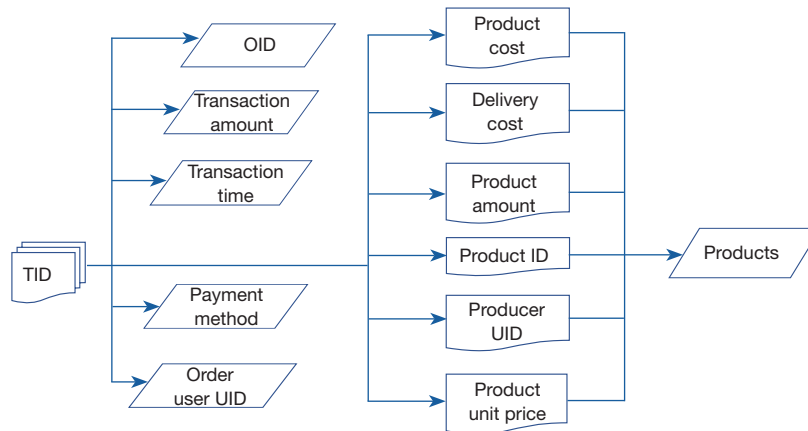 TID
OID
Transaction
amount
Transaction
time
Payment
method
Order
user UID
Product
cost
Delivery
cost
Product
amount
Product ID
Producer
UID
Product
unit price
Products